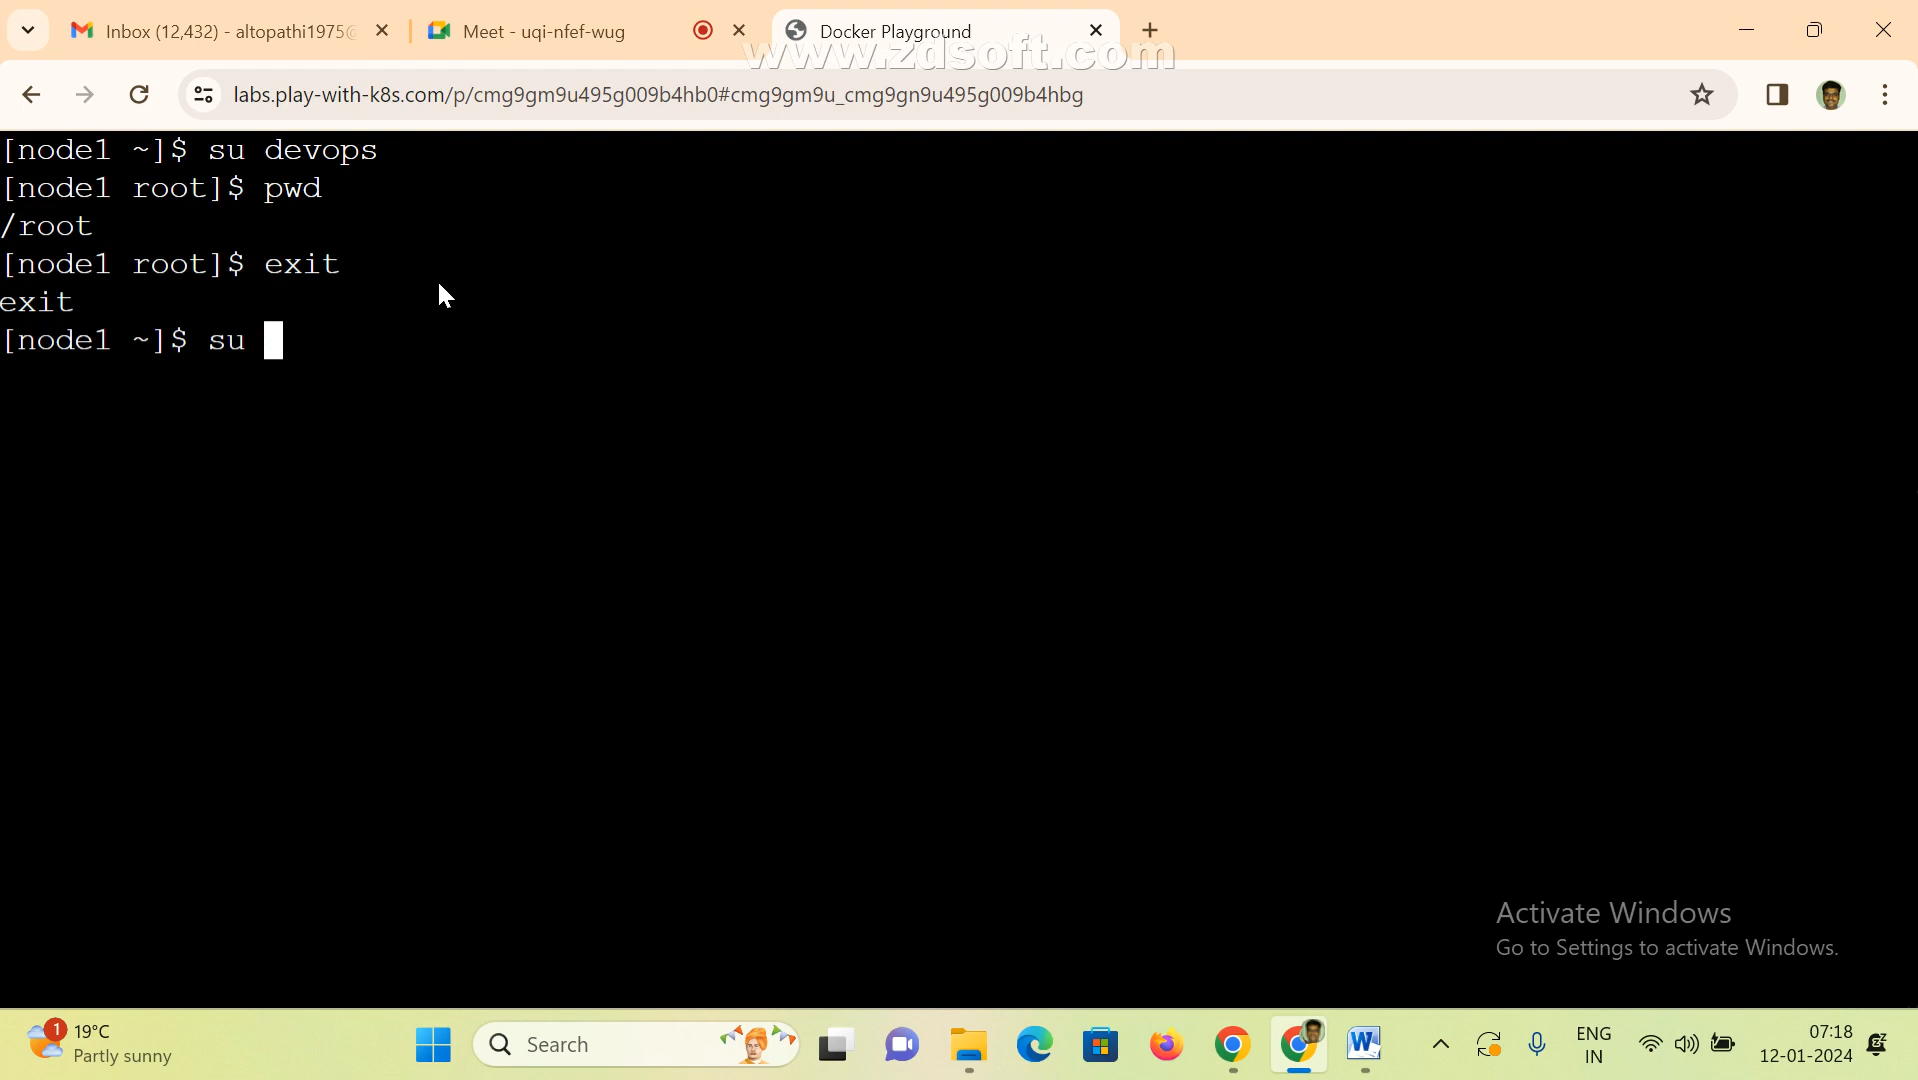 Inbox (12,432) - altopathi1975@
Meet - uqi-nfef-wug
Docker Playground
www.zdsoft.com
labs.play-with-k8s.com/p/cmg9gm9u495g009b4hb0#cmg9gm9u_cmg9gn9u495g009b4hbg
[node1 ~]$ su devops
[node1 root]$ pwd
/root
[node1 root]$ exit
exit
[node1 ~]$ su
Activate Windows
Go to Settings to activate Windows.
1
19°C
Partly sunny
Search
ENG
IN
07:18
12-01-2024